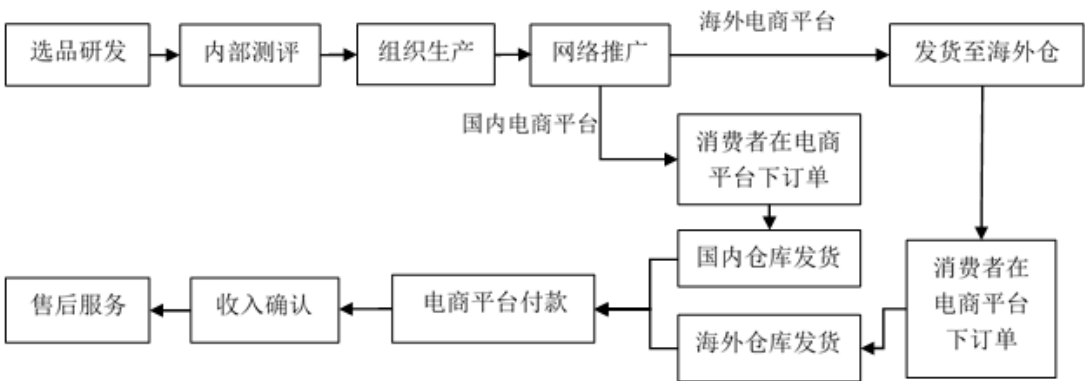 海外电商平台
选品研发
内部测评
组织生产
网络推广
发货至海外仓
国内电商平台
消费者在电商
平台下订单
国内仓库发货
消费者在
电商平台
下订单
海外仓库发货
电商平台付款
收入确认
售后服务